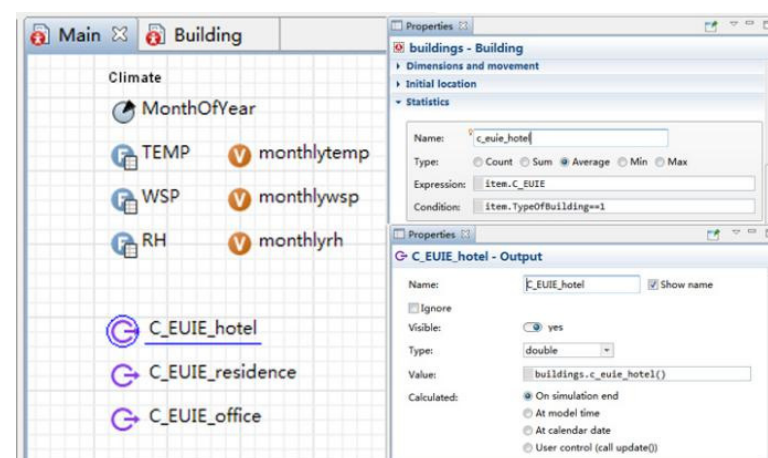 Main
Building
Climate
MonthOfYear
TEMP
monthlytemp
WSP
monthlywsp
RH
monthlyrh
C_EUIE_hotel
C_EUIE_residence
C_EUIE_office
Properties
buildings - Building
Dimensions and movement
Initial location
Statistics
Name: c_euie_hotel
Type: Count Sum Average Min Max
Expression: item.C_EUIE
Condition: item.TypeOfBuilding==1
Properties
C_EUIE_hotel - Output
Name: C_EUIE_hotel Show name
Ignore
Visible: yes
Type: double
Value: buildings.c_euie_hotel()
Calculated: On simulation end
At model time
At calendar date
User control (call update())